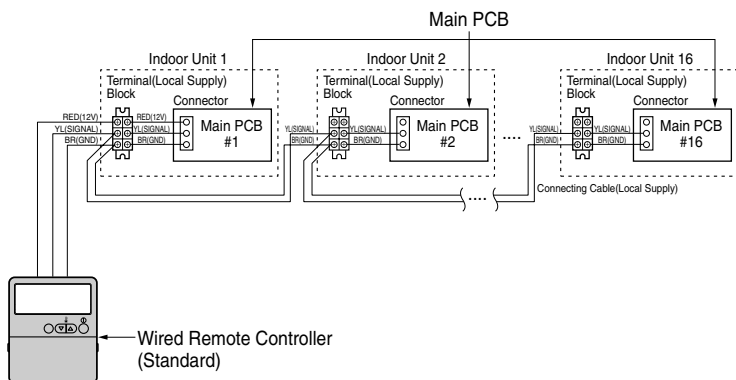 Main PCB
Indoor Unit 1
Indoor Unit 2
Indoor Unit 16
Terminal(Local Supply)
Block
Terminal(Local Supply)
Block
Terminal(Local Supply)
Block
Connector
Connector
Connector
RED(12V)
RED(12V)
YL(SIGNAL)
YL(SIGNAL)
BR(GND)
BR(GND)
Main PCB
#1
YL(SIGNAL)
YL(SIGNAL)
BR(GND)
BR(GND)
Main PCB
#2
....
YL(SIGNAL)
YL(SIGNAL)
BR(GND)
BR(GND)
Main PCB
#16
Connecting Cable(Local Supply)
....
Wired Remote Controller
(Standard)